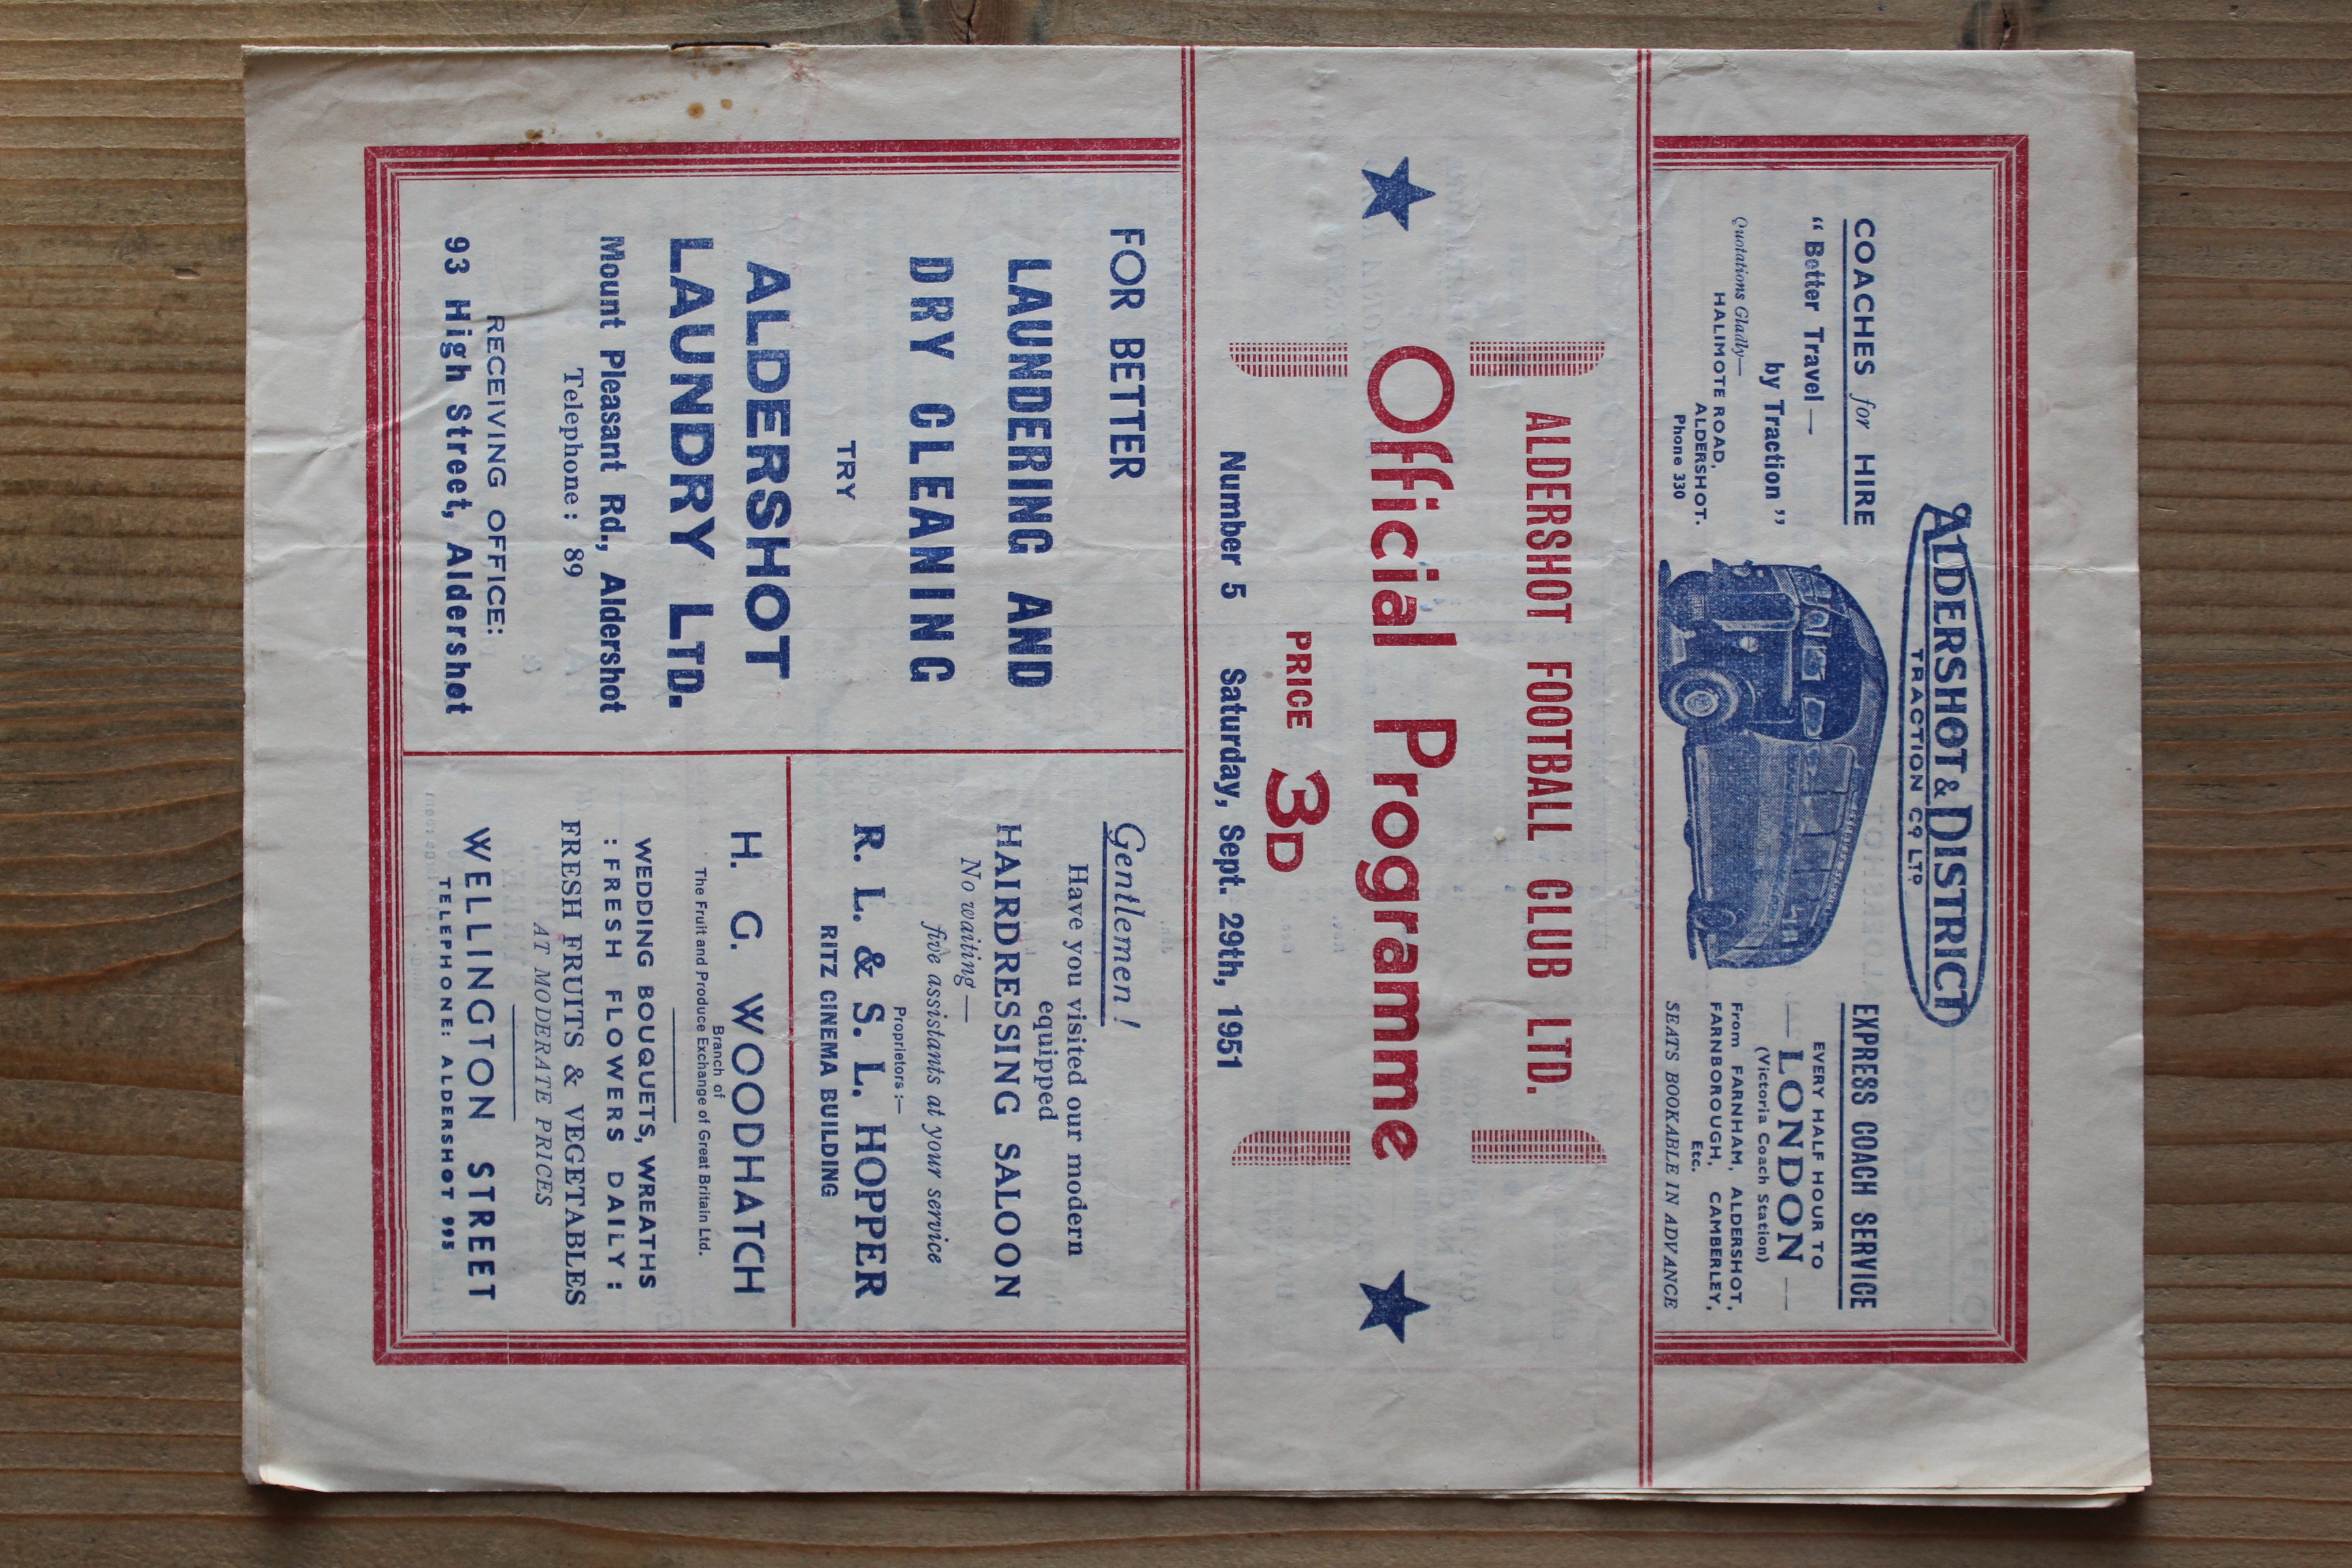 ALDERSHOT & DISTRICT
TRACTION CO LTD
COACHES for HIRE
"Better Travel—
by Traction"
Quotations Gladly—
HALIMOTE ROAD,
ALDERSHOT.
Phone 330
EXPRESS COACH SERVICE
EVERY HALF HOUR TO
— LONDON —
(Victoria Coach Station)
From FARNHAM, ALDERSHOT,
FARNBOROUGH, CAMBERLEY,
Etc.
SEATS BOOKABLE IN ADVANCE
ALDERSHOT FOOTBALL CLUB LTD.
Official Programme
PRICE 3D
Number 5 Saturday, Sept. 29th, 1951
FOR BETTER
LAUNDERING AND
DRY CLEANING
TRY
ALDERSHOT
LAUNDRY LTD.
Mount Pleasant Rd., Aldershot
Telephone: 89
RECEIVING OFFICE:
93 High Street, Aldershot
Gentlemen!
Have you visited our modern
equipped
HAIRDRESSING SALOON
No waiting—
five assistants at your service
Proprietors:—
R. L. & S. L. HOPPER
RITZ CINEMA BUILDING
H. G. WOODHATCH
Branch of
The Fruit and Produce Exchange of Great Britain Ltd.
WEDDING BOUQUETS, WREATHS
: FRESH FLOWERS DAILY :
FRESH FRUITS & VEGETABLES
AT MODERATE PRICES
WELLINGTON STREET
TELEPHONE: ALDERSHOT 995